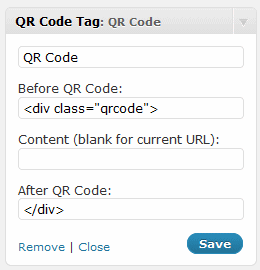 QR Code Tag: QR Code
QR Code
Before QR Code:
<div class="qrcode">
Content (blank for current URL):
After QR Code:
</div>
Remove | Close
Save